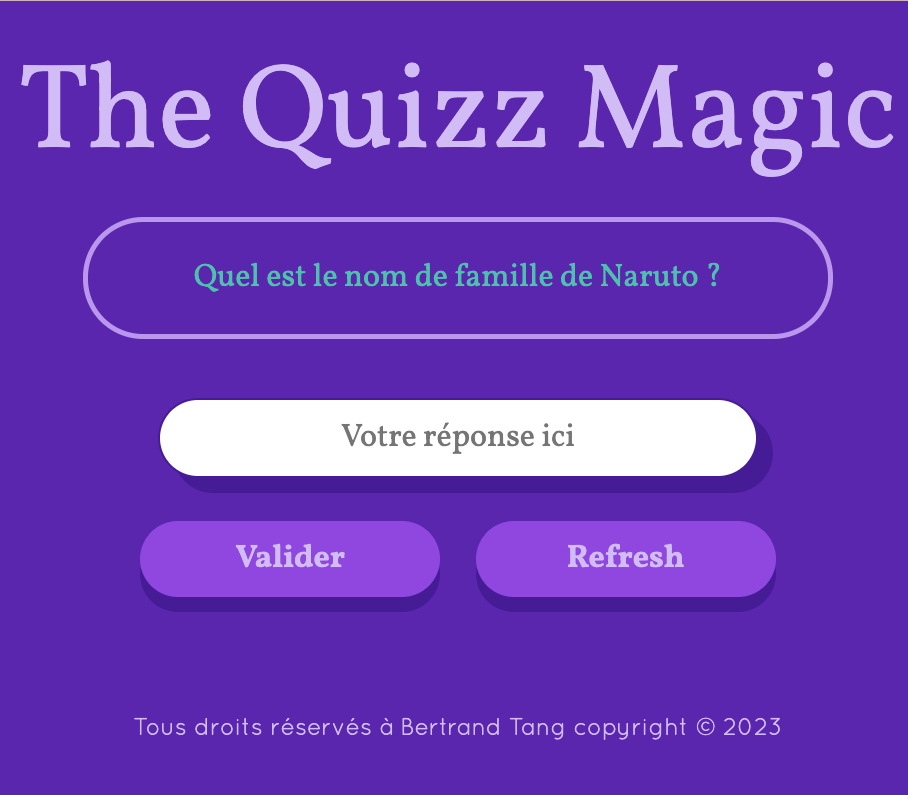 The Quizz Magic
Quel est le nom de famille de Naruto ?
Votre réponse ici
Valider
Refresh
Tous droits réservés à Bertrand Tang copyright © 2023